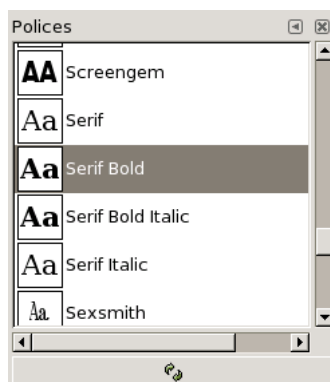 Polices
AA Screengem
Aa Serif
Aa Serif Bold
Aa Serif Bold Italic
Aa Serif Italic
Aa Sexsmith